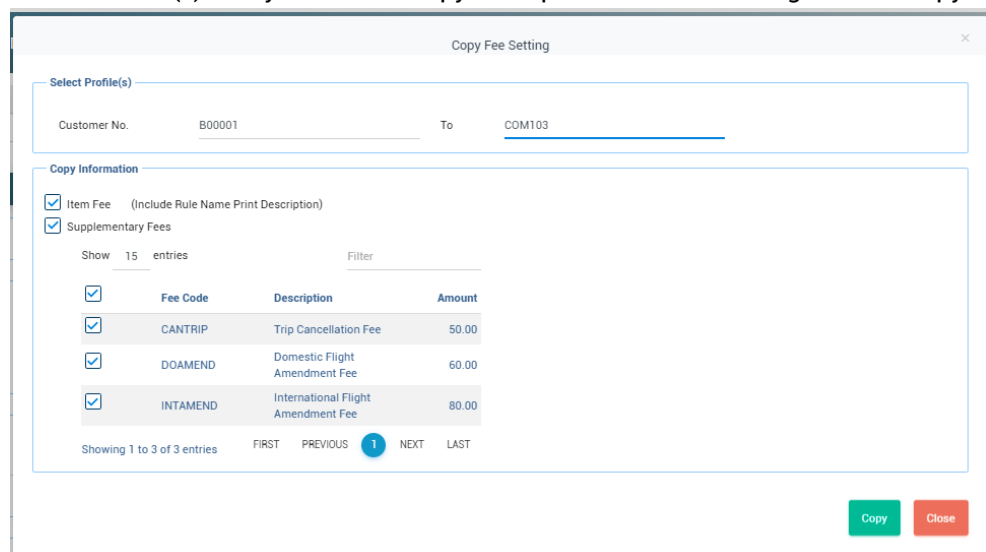 Copy Fee Setting
×
Select Profile(s)
Customer No. B00001 To COM103
Copy Information
Item Fee (Include Rule Name Print Description)
Supplementary Fees
Show 15 entries Filter
Fee Code Description Amount
CANTRIP Trip Cancellation Fee 50.00
DOAMEND Domestic Flight Amendment Fee 60.00
INTAMEND International Flight Amendment Fee 80.00
Showing 1 to 3 of 3 entries FIRST PREVIOUS 1 NEXT LAST
Copy Close